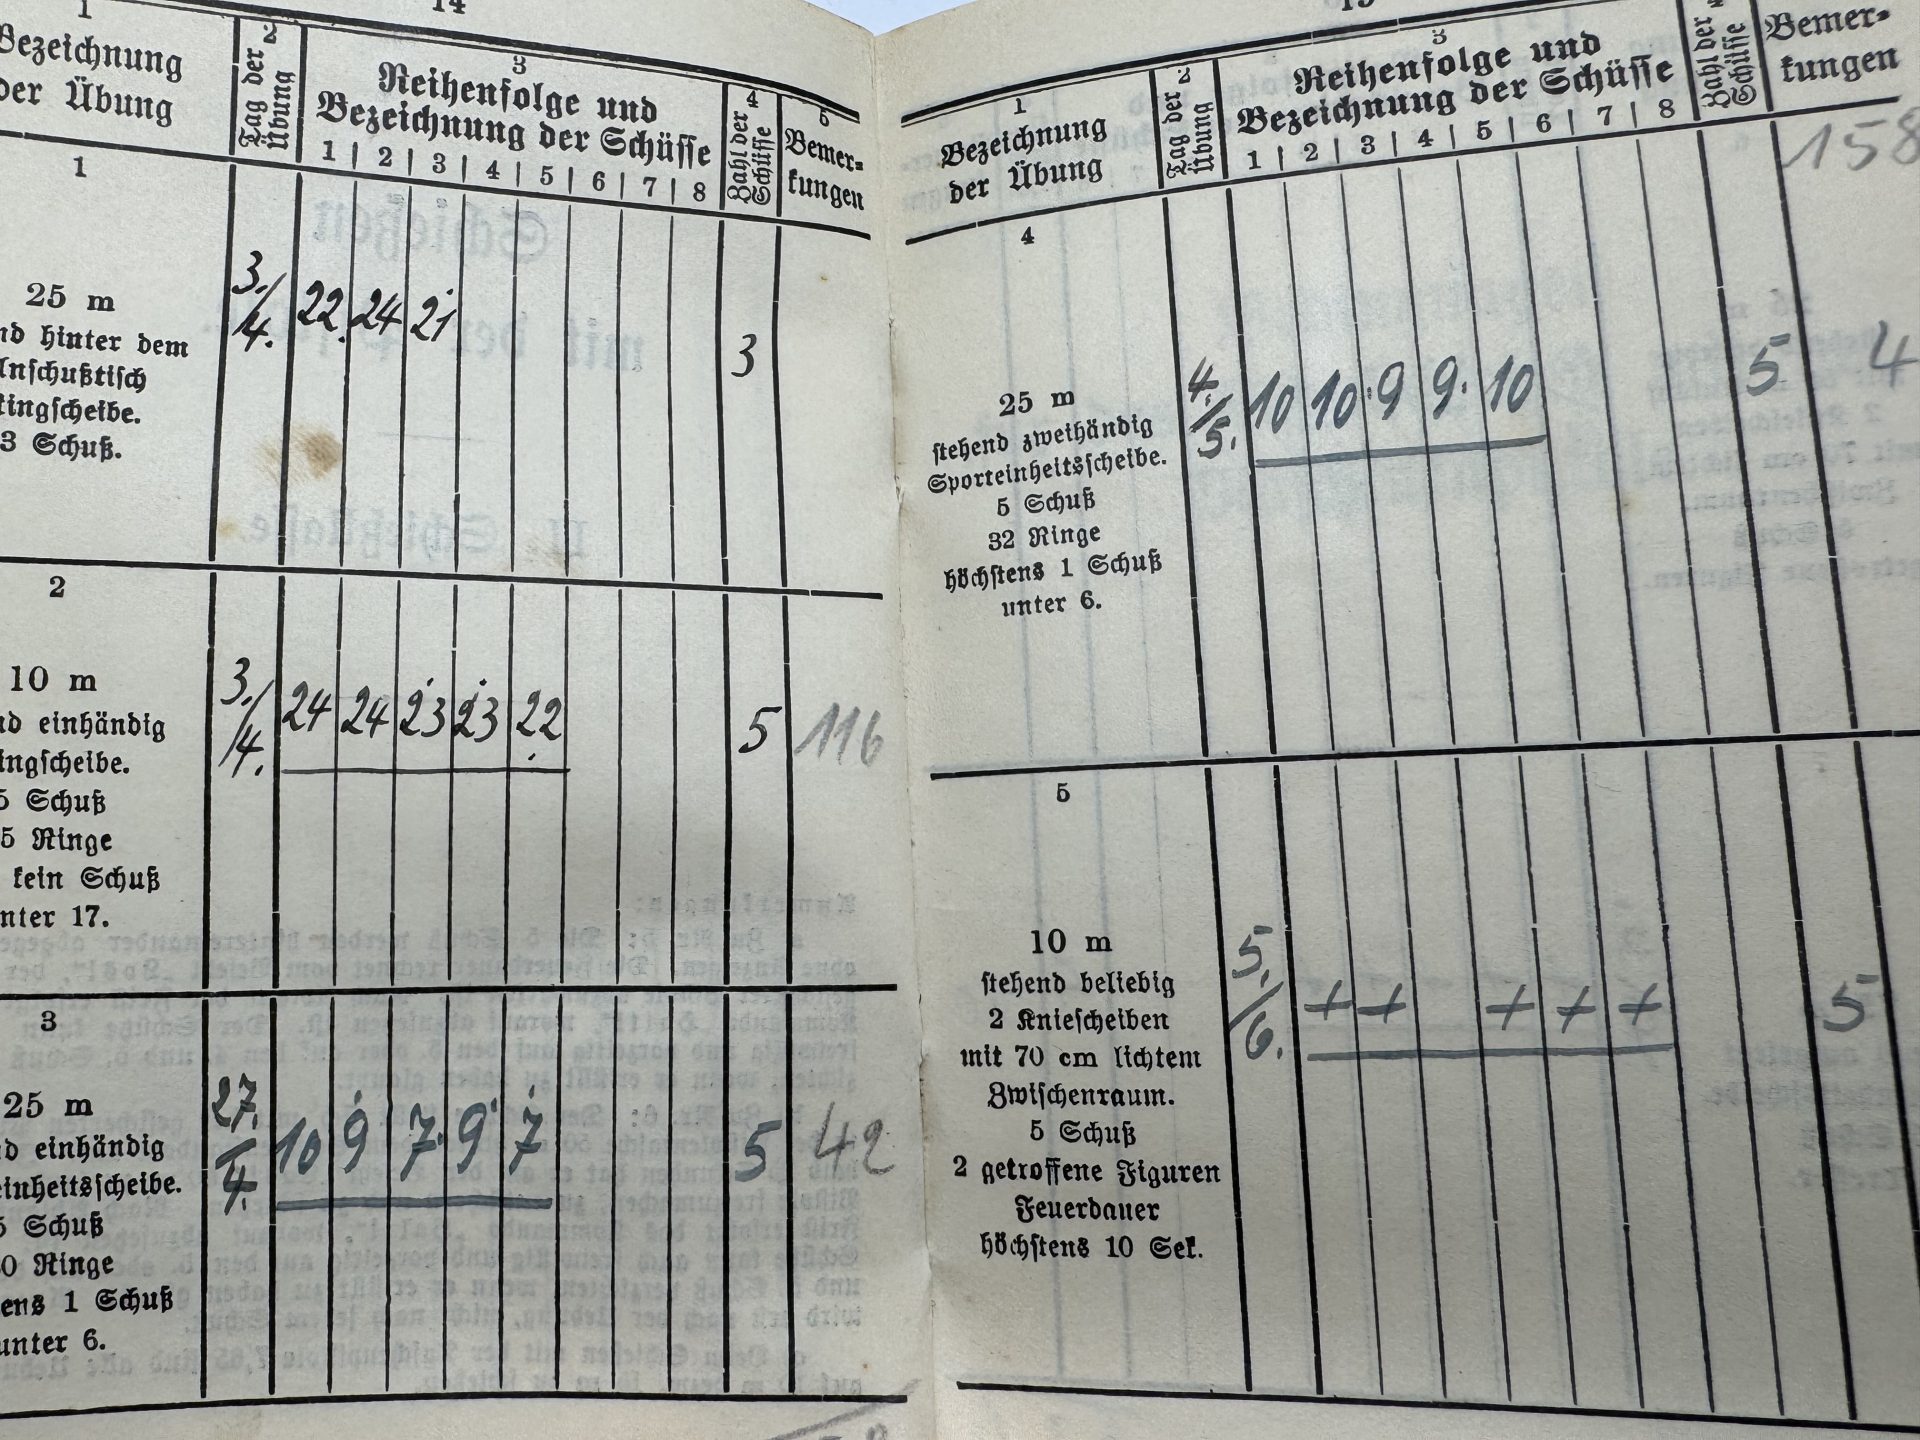 14
1
Bezeichnung
der Übung
2
Tag der
Übung
3
Reihenfolge und
Bezeichnung der Schüsse
1 | 2 | 3 | 4 | 5 | 6 | 7 | 8
4
Zahl der
Schüsse
5
Bemer-
kungen
1
25 m
nd hinter dem
Anschußtisch
kingscheibe.
3 Schuß.
3./4. 22. 24 21 3
2
10 m
nd einhändig
ingscheibe.
5 Schuß
5 Ringe
kein Schuß
unter 17.
3./4. 24 24 23 23 22 5 116
3
25 m
nd einhändig
einheitsscheibe.
5 Schuß
0 Ringe
ens 1 Schuß
unter 6.
27./4. 10 9 7 9 7 5 42
15
1
Bezeichnung
der Übung
2
Tag der
Übung
3
Reihenfolge und
Bezeichnung der Schüsse
1 | 2 | 3 | 4 | 5 | 6 | 7 | 8
Zahl der
Schüsse
Bemer-
kungen
158
4
25 m
stehend zweihändig
Sporteinheitsscheibe.
5 Schuß
32 Ringe
höchstens 1 Schuß
unter 6.
4./5. 10 10 9 9 10 5 4
5
10 m
stehend beliebig
2 Kniescheiben
mit 70 cm lichtem
Zwischenraum.
5 Schuß
2 getroffene Figuren
Feuerdauer
höchstens 10 Sek.
5./6. + + + + + 5